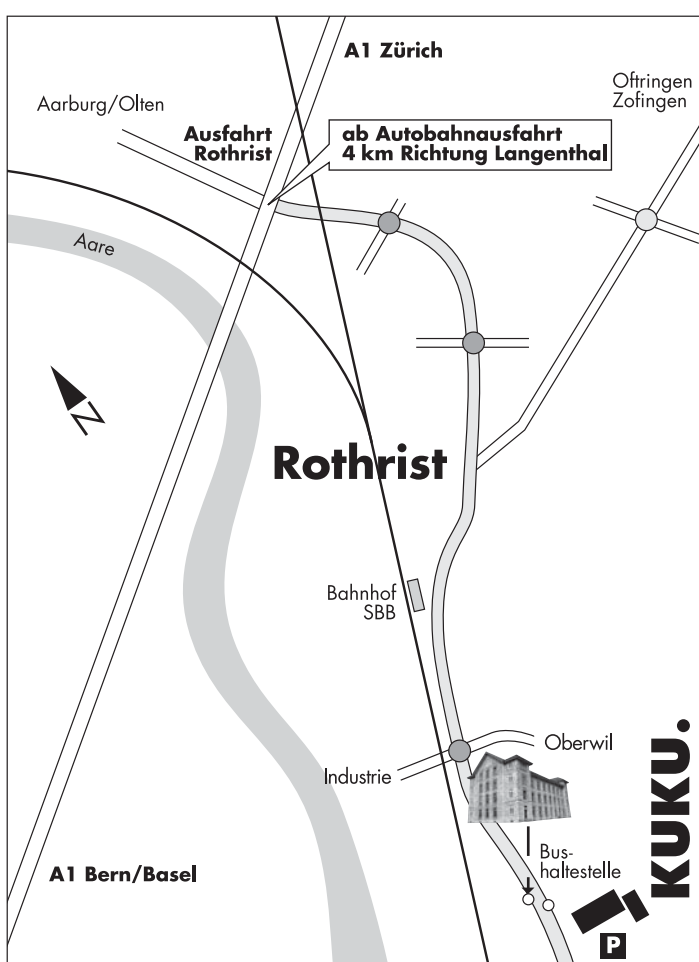 A1 Zürich
Oftringen
Zofingen
Aarburg/Olten
Ausfahrt
Rothrist
ab Autobahnausfahrt
4 km Richtung Langenthal
Aare
N
Rothrist
Bahnhof
SBB
Oberwil
Industrie
KUKU.
Bus-
haltestelle
A1 Bern/Basel
P